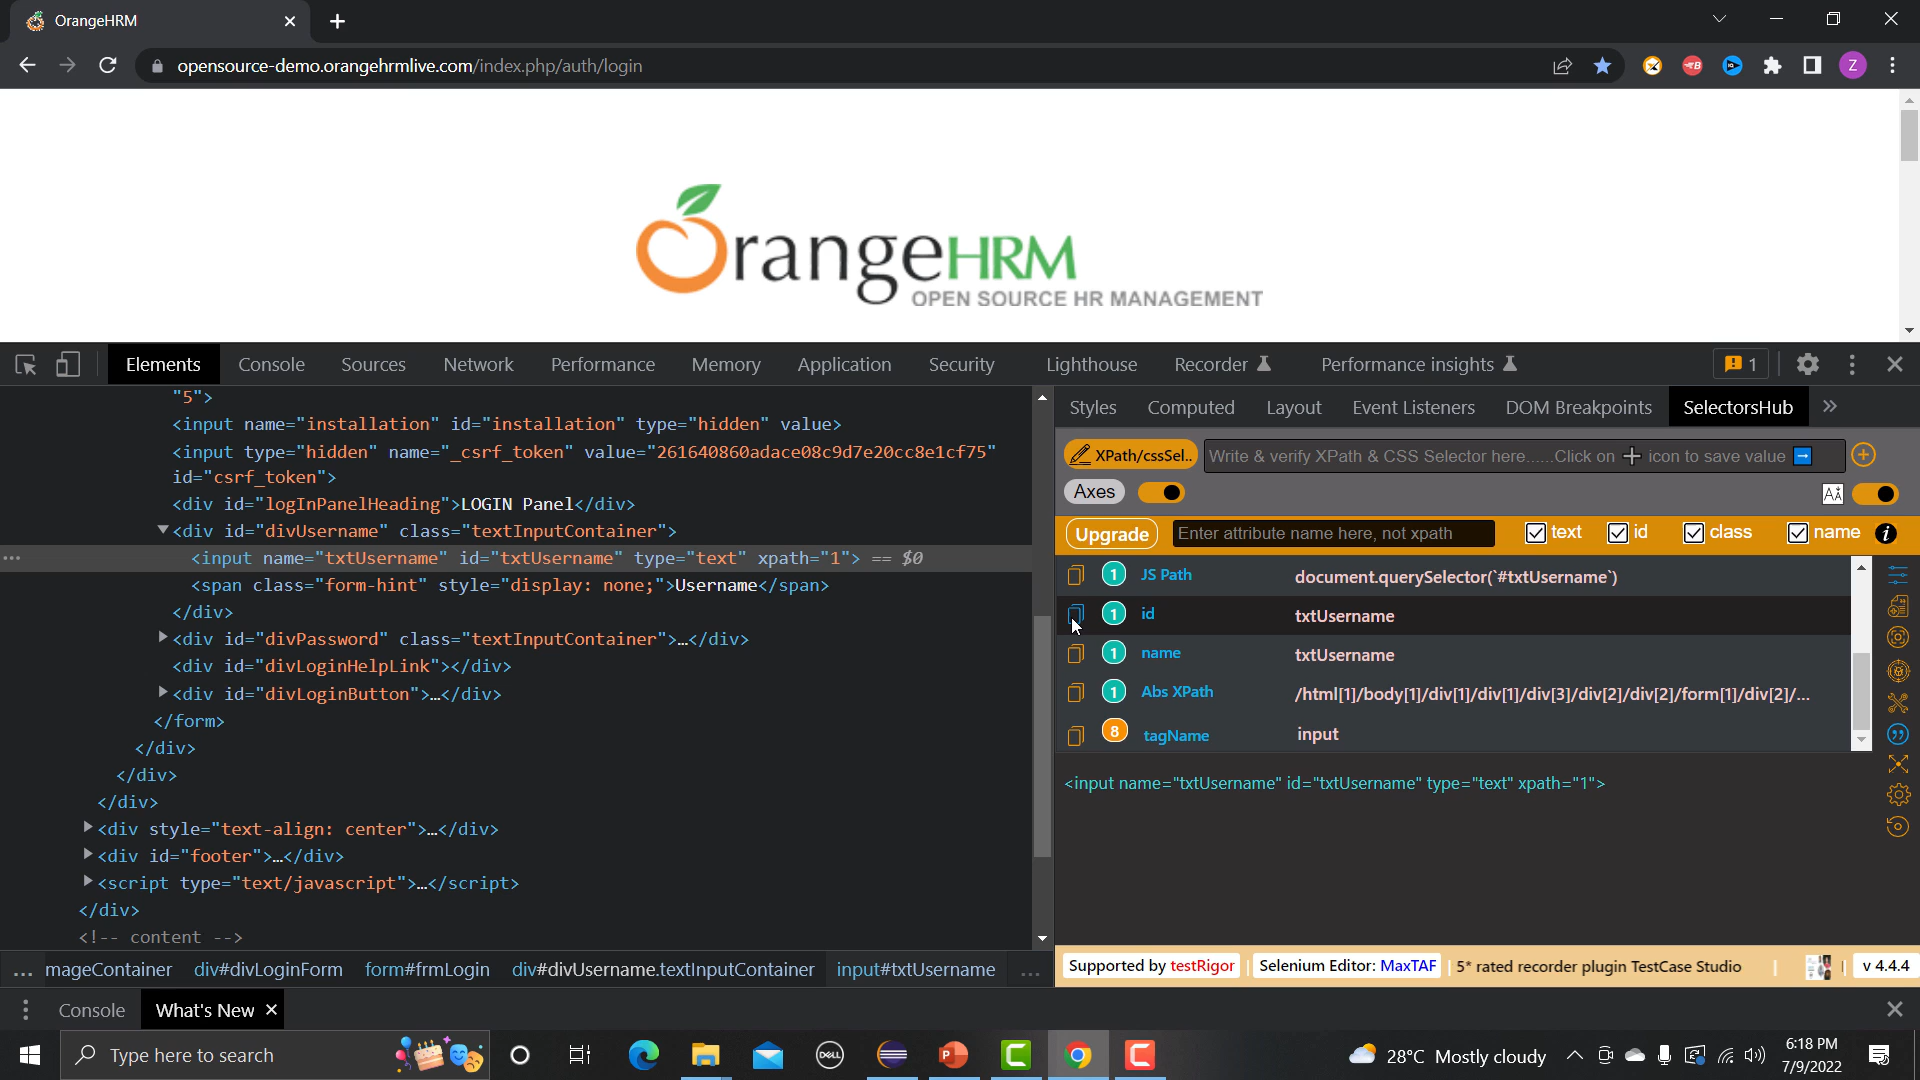 OrangeHRM
opensource-demo.orangehrmlive.com/index.php/auth/login
Z
OrangeHRM
OPEN SOURCE HR MANAGEMENT
Elements Console Sources Network Performance Memory Application Security Lighthouse Recorder Performance insights 1
"5">
<input name="installation" id="installation" type="hidden" value>
<input type="hidden" name="_csrf_token" value="261640860adace08c9d7e20cc8e1cf75"
id="csrf_token">
<div id="logInPanelHeading">LOGIN Panel</div>
<div id="divUsername" class="textInputContainer">
<input name="txtUsername" id="txtUsername" type="text" xpath="1"> == $0
<span class="form-hint" style="display: none;">Username</span>
</div>
<div id="divPassword" class="textInputContainer">…</div>
<div id="divLoginHelpLink"></div>
<div id="divLoginButton">…</div>
</form>
</div>
</div>
</div>
<div style="text-align: center">…</div>
<div id="footer">…</div>
<script type="text/javascript">…</script>
</div>
<!-- content -->
... mageContainer div#divLoginForm form#frmLogin div#divUsername.textInputContainer input#txtUsername ...
Styles Computed Layout Event Listeners DOM Breakpoints SelectorsHub »
XPath/cssSel.. Write & verify XPath & CSS Selector here......Click on + icon to save value
Axes
Upgrade Enter attribute name here, not xpath text id class name i
1 JS Path document.querySelector(`#txtUsername`)
1 id txtUsername
1 name txtUsername
1 Abs XPath /html[1]/body[1]/div[1]/div[1]/div[3]/div[2]/div[2]/form[1]/div[2]/...
8 tagName input
<input name="txtUsername" id="txtUsername" type="text" xpath="1">
Supported by testRigor Selenium Editor: MaxTAF 5* rated recorder plugin TestCase Studio v 4.4.4
Console What's New
Type here to search
DELL
P
28°C Mostly cloudy
6:18 PM
7/9/2022